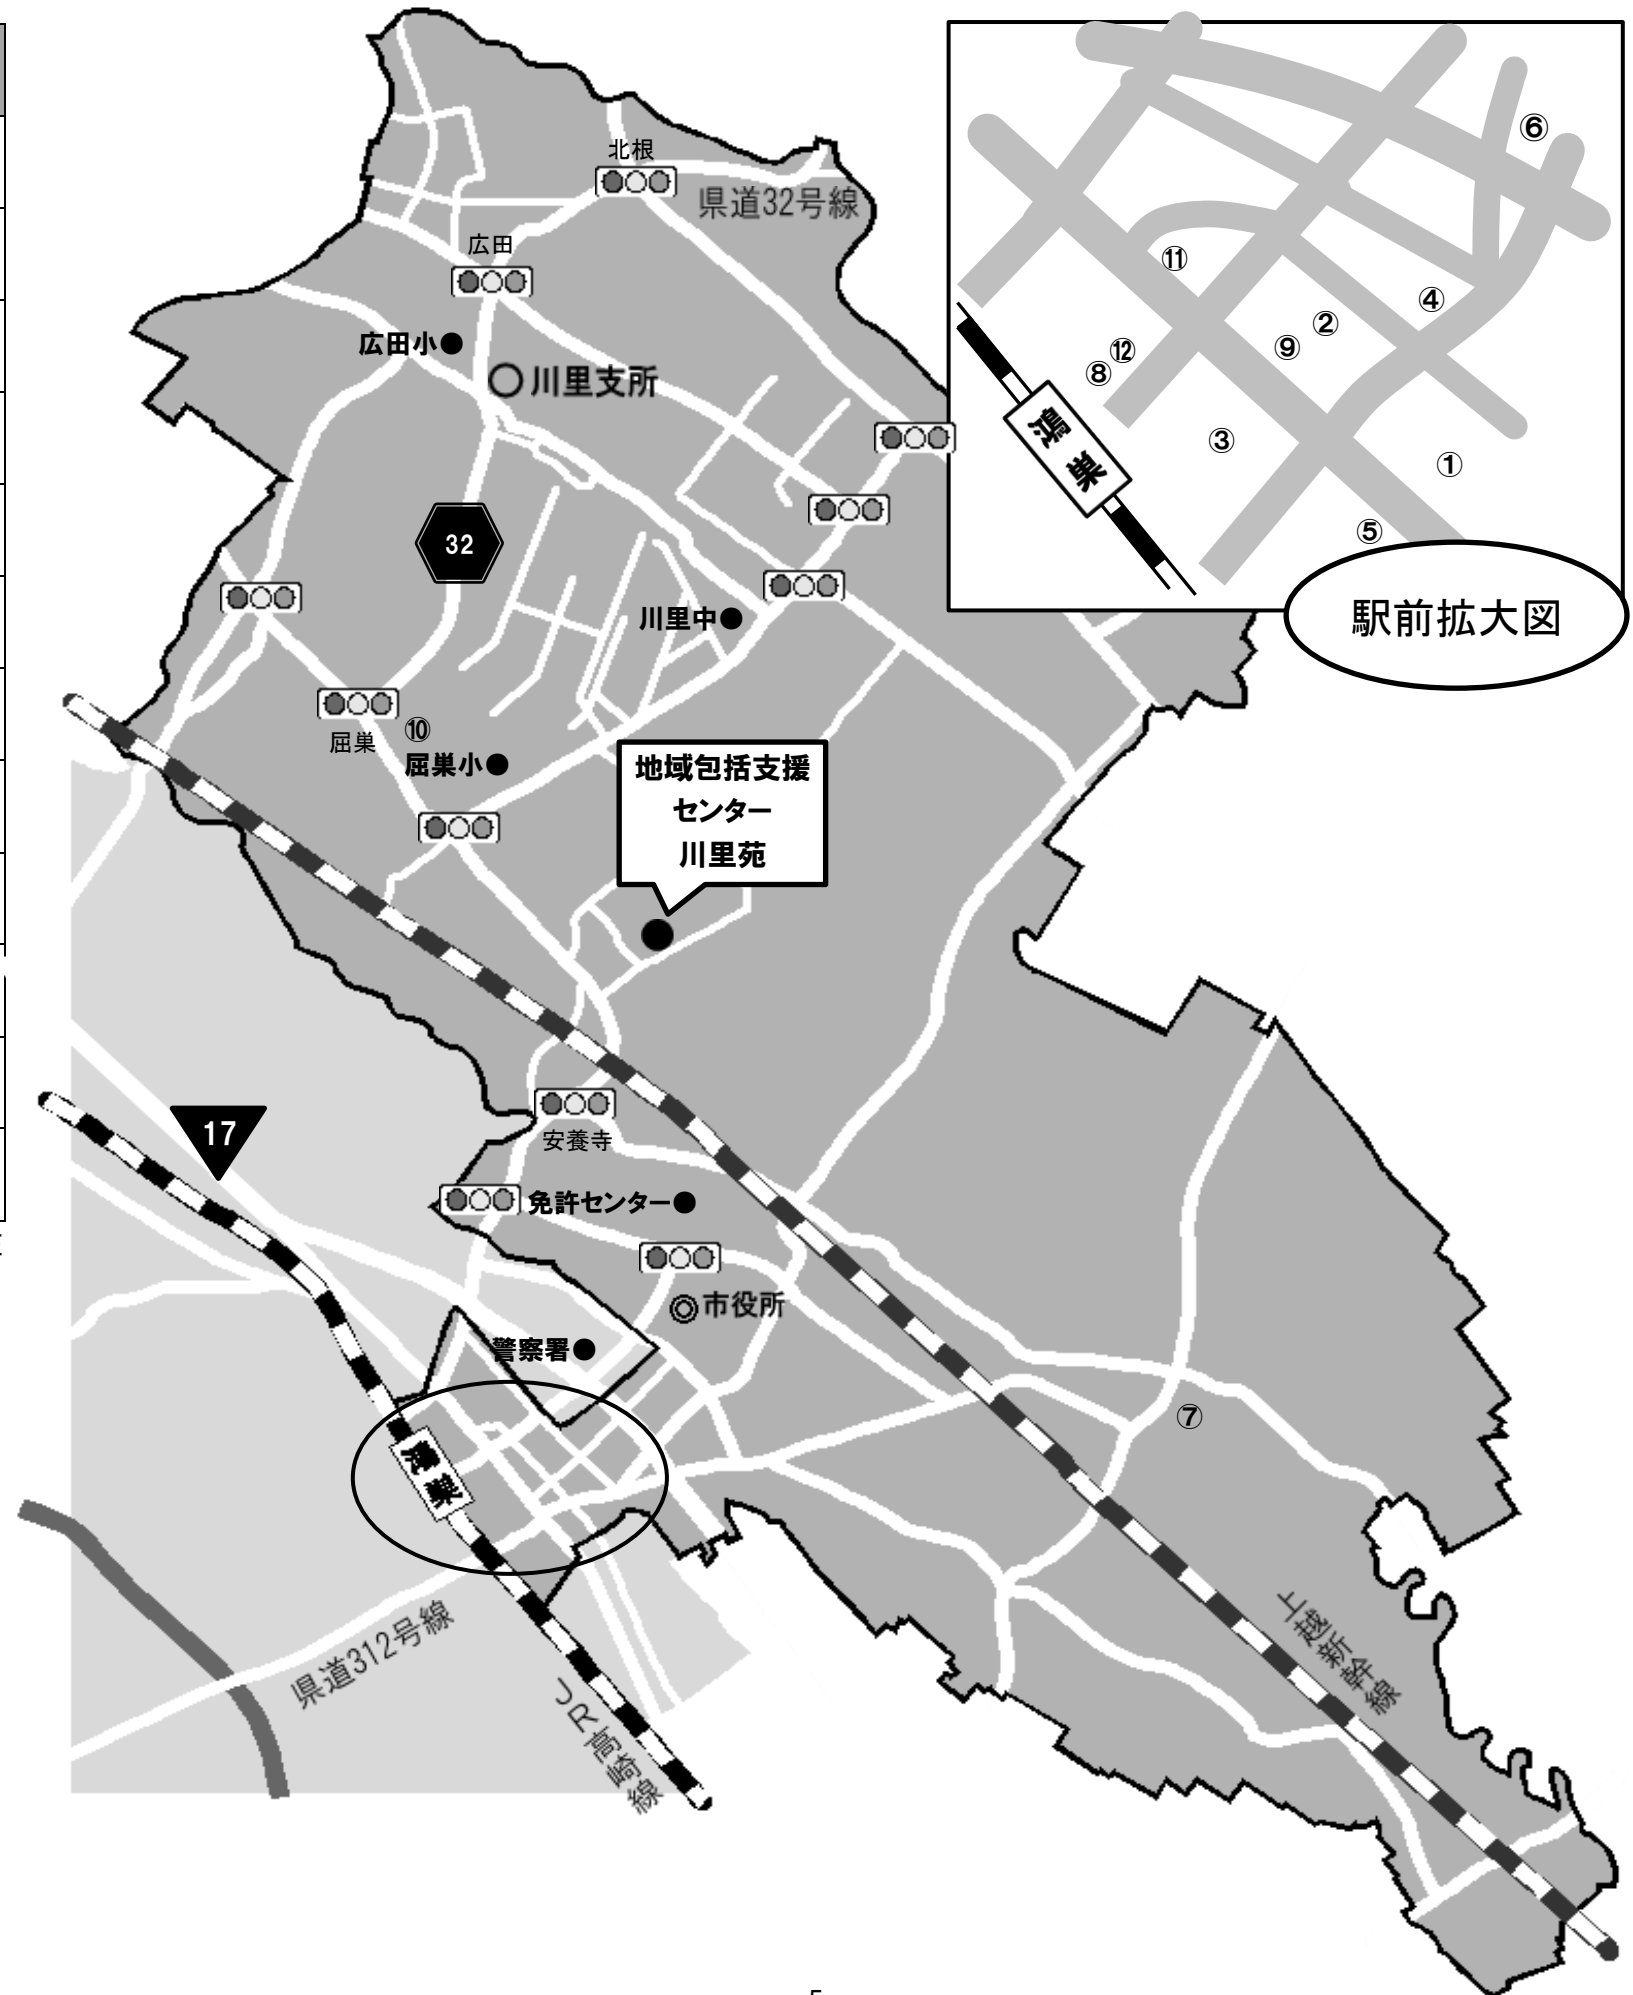 北根
県道32号線
広田
広田小●
○川里支所
32
川里中●
屈巣
⑩
屈巣小●
地域包括支援
センター
川里苑
17
安養寺
免許センター●
◎市役所
警察署●
鴻巣
⑦
県道312号線
JR高崎線
上越新幹線
⑥
⑪
④
②
⑨
⑫
⑧
③
①
⑤
鴻巣
駅前拡大図
5